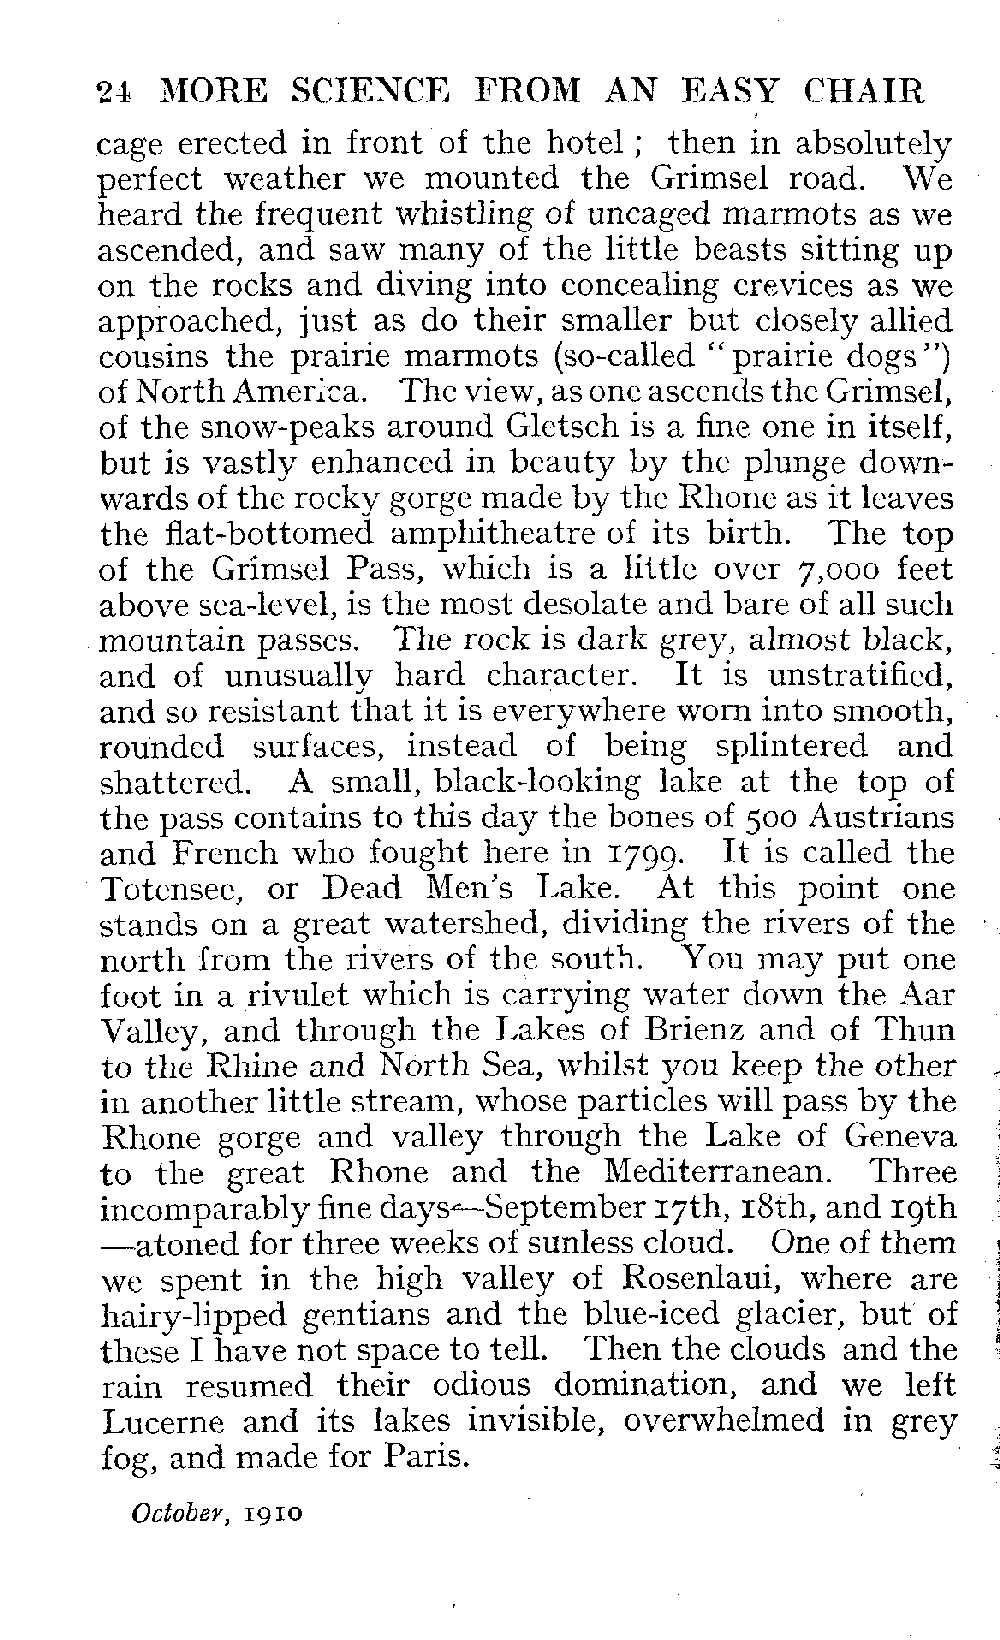 24 MORE SCIENCE FROM AN EASY CHAIR
cage erected in front of the hotel ; then in absolutely
perfect weather we mounted the Grimsel road. We
heard the frequent whistling of uncaged marmots as we
ascended, and saw many of the little beasts sitting up
on the rocks and diving into concealing crevices as we
approached, just as do their smaller but closely allied
cousins the prairie marmots (so-called “prairie dogs”)
of North America. The view, as one ascends the Grimsel,
of the snow-peaks around Gletsch is a fine one in itself,
but is vastly enhanced in beauty by the plunge down-
wards of the rocky gorge made by the Rhone as it leaves
the flat-bottomed amphitheatre of its birth. The top
of the Grimsel Pass, which is a little over 7,000 feet
above sea-level, is the most desolate and bare of all such
mountain passes. The rock is dark grey, almost black,
and of unusually hard character. It is unstratified,
and so resistant that it is everywhere worn into smooth,
rounded surfaces, instead of being splintered and
shattered. A small, black-looking lake at the top of
the pass contains to this day the bones of 500 Austrians
and French who fought here in 1799. It is called the
Totensee, or Dead Men's Lake. At this point one
stands on a great watershed, dividing the rivers of the
north from the rivers of the south. You may put one
foot in a rivulet which is carrying water down the Aar
Valley, and through the Lakes of Brienz and of Thun
to the Rhine and North Sea, whilst you keep the other
in another little stream, whose particles will pass by the
Rhone gorge and valley through the Lake of Geneva
to the great Rhone and the Mediterranean. Three
incomparably fine days—September 17th, 18th, and 19th
—atoned for three weeks of sunless cloud. One of them
we spent in the high valley of Rosenlaui, where are
hairy-lipped gentians and the blue-iced glacier, but of
these I have not space to tell. Then the clouds and the
rain resumed their odious domination, and we left
Lucerne and its lakes invisible, overwhelmed in grey
fog, and made for Paris.
October, 1910